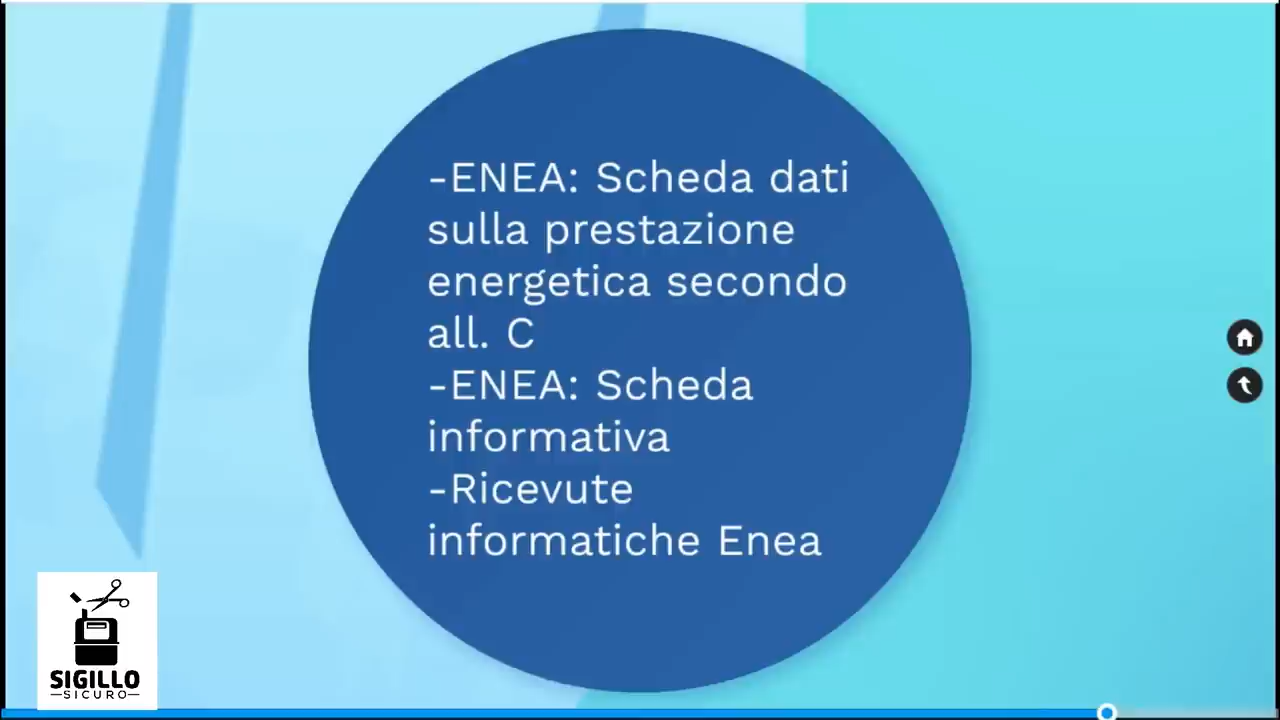 -ENEA: Scheda dati
sulla prestazione
energetica secondo
all. C
-ENEA: Scheda
informativa
-Ricevute
informatiche Enea
SIGILLO
SICURO